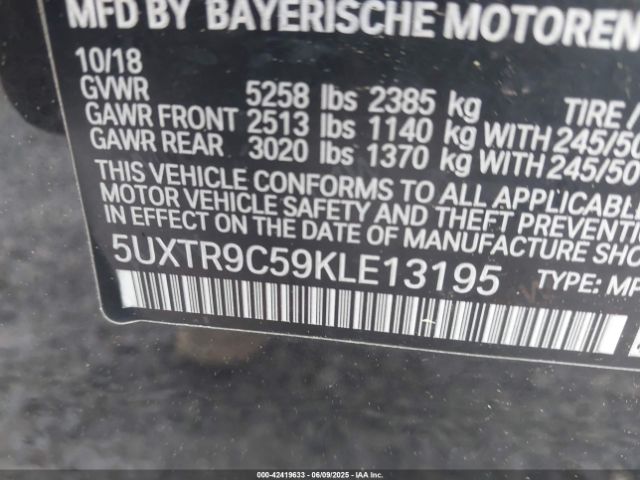 MFD BY BAYERISCHE MOTOREN
10/18
GVWR 5258 lbs 2385 kg TIRE /
GAWR FRONT 2513 lbs 1140 kg WITH 245/50
GAWR REAR 3020 lbs 1370 kg WITH 245/50
THIS VEHICLE CONFORMS TO ALL APPLICABLE
MOTOR VEHICLE SAFETY AND THEFT PREVENTI
IN EFFECT ON THE DATE OF MANUFACTURE SHO
5UXTR9C59KLE13195 TYPE: MP
000-42419633 - 06/09/2025 - IAAI.COM